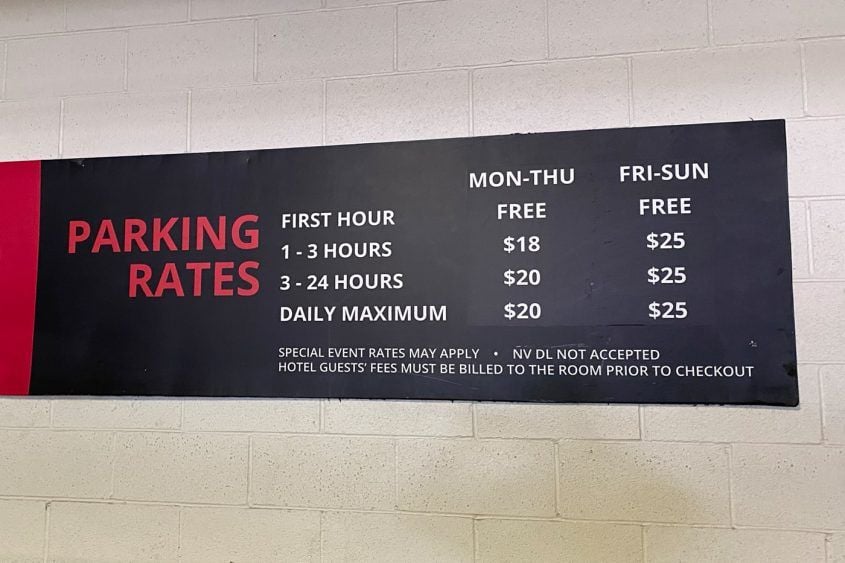 PARKING
RATES
MON-THU FRI-SUN
FIRST HOUR FREE FREE
1 - 3 HOURS $18 $25
3 - 24 HOURS $20 $25
DAILY MAXIMUM $20 $25
SPECIAL EVENT RATES MAY APPLY • NV DL NOT ACCEPTED
HOTEL GUESTS' FEES MUST BE BILLED TO THE ROOM PRIOR TO CHECKOUT